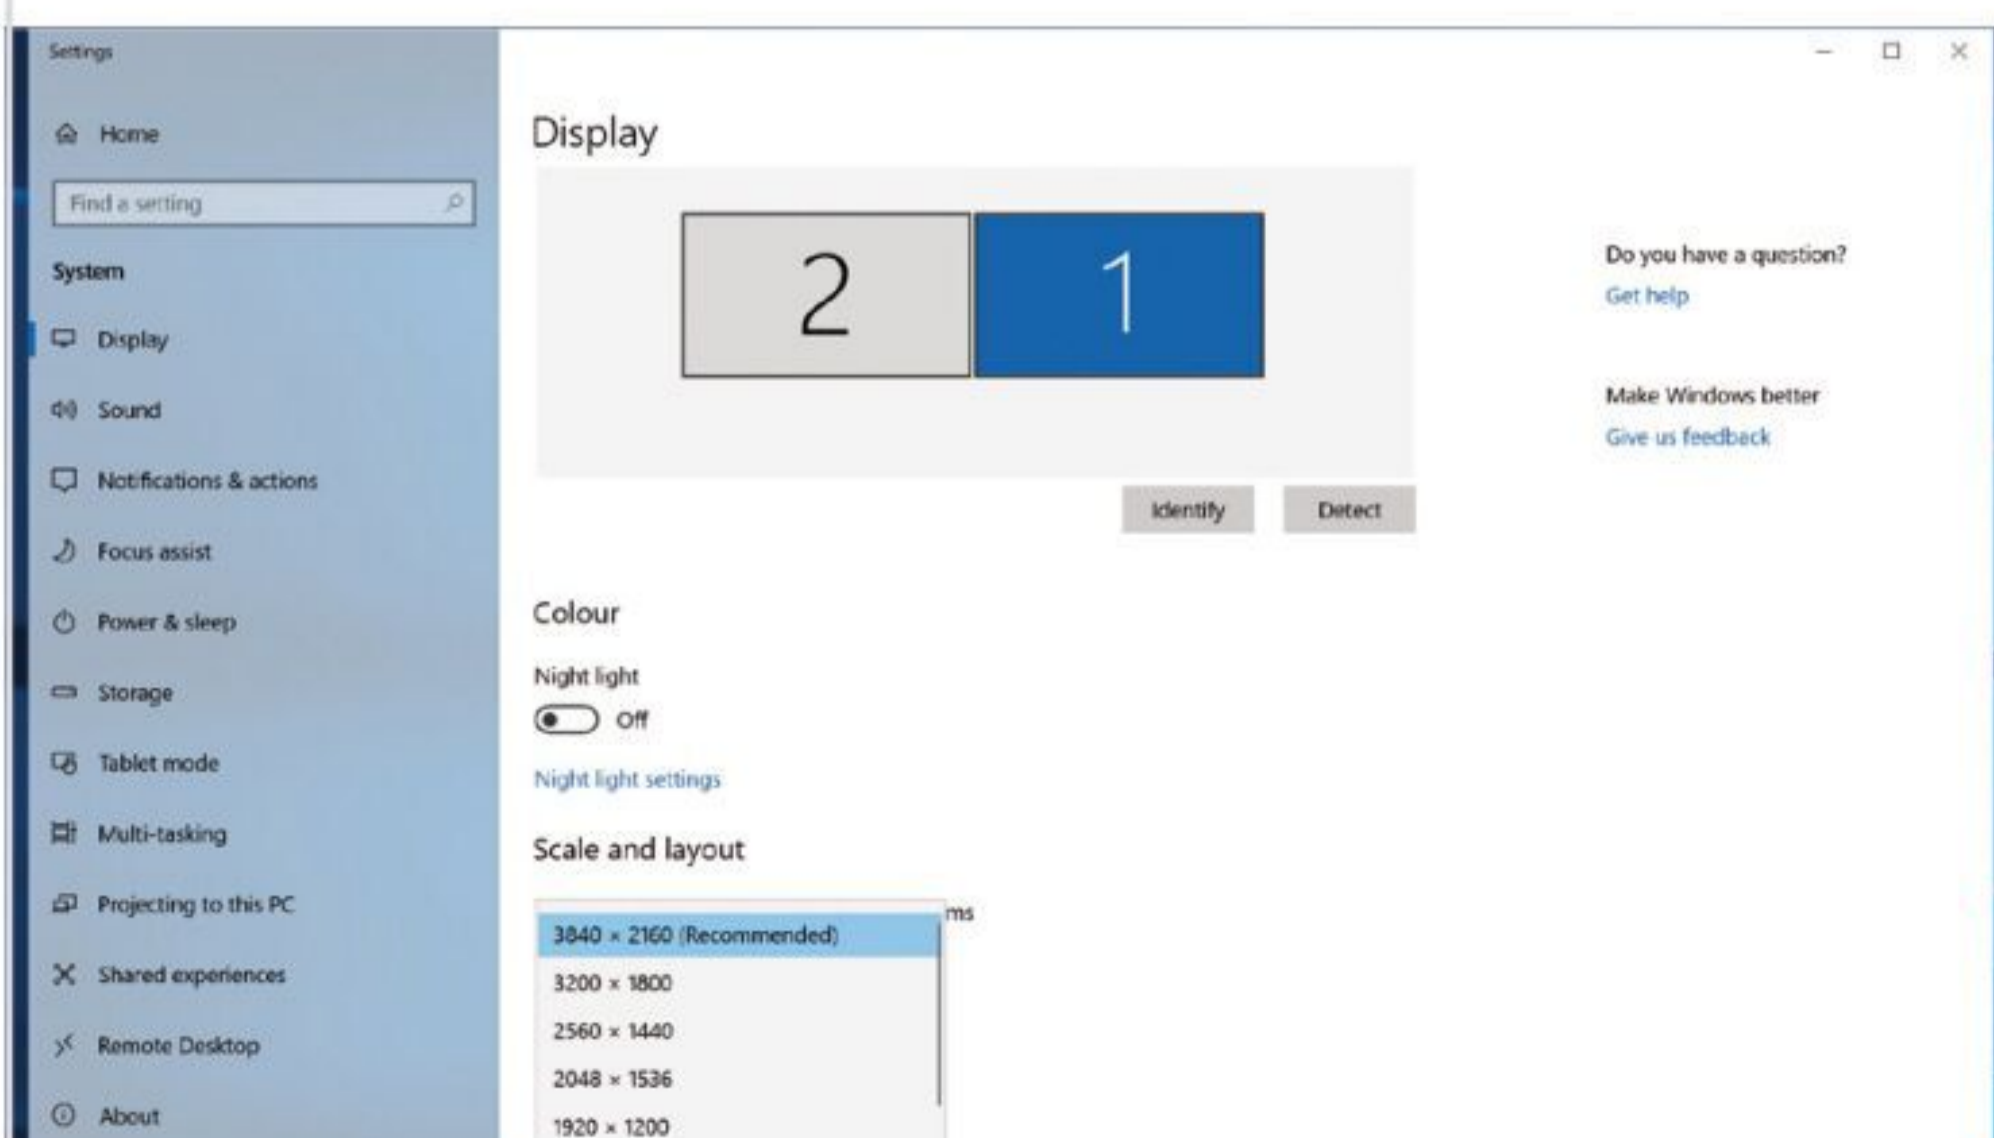 Settings
Home
Find a setting
System
Display
Sound
Notifications & actions
Focus assist
Power & sleep
Storage
Tablet mode
Multi-tasking
Projecting to this PC
Shared experiences
Remote Desktop
About
Display
2
1
Identify
Detect
Colour
Night light
Off
Night light settings
Scale and layout
ms
3840 × 2160 (Recommended)
3200 × 1800
2560 × 1440
2048 × 1536
1920 × 1200
Do you have a question?
Get help
Make Windows better
Give us feedback